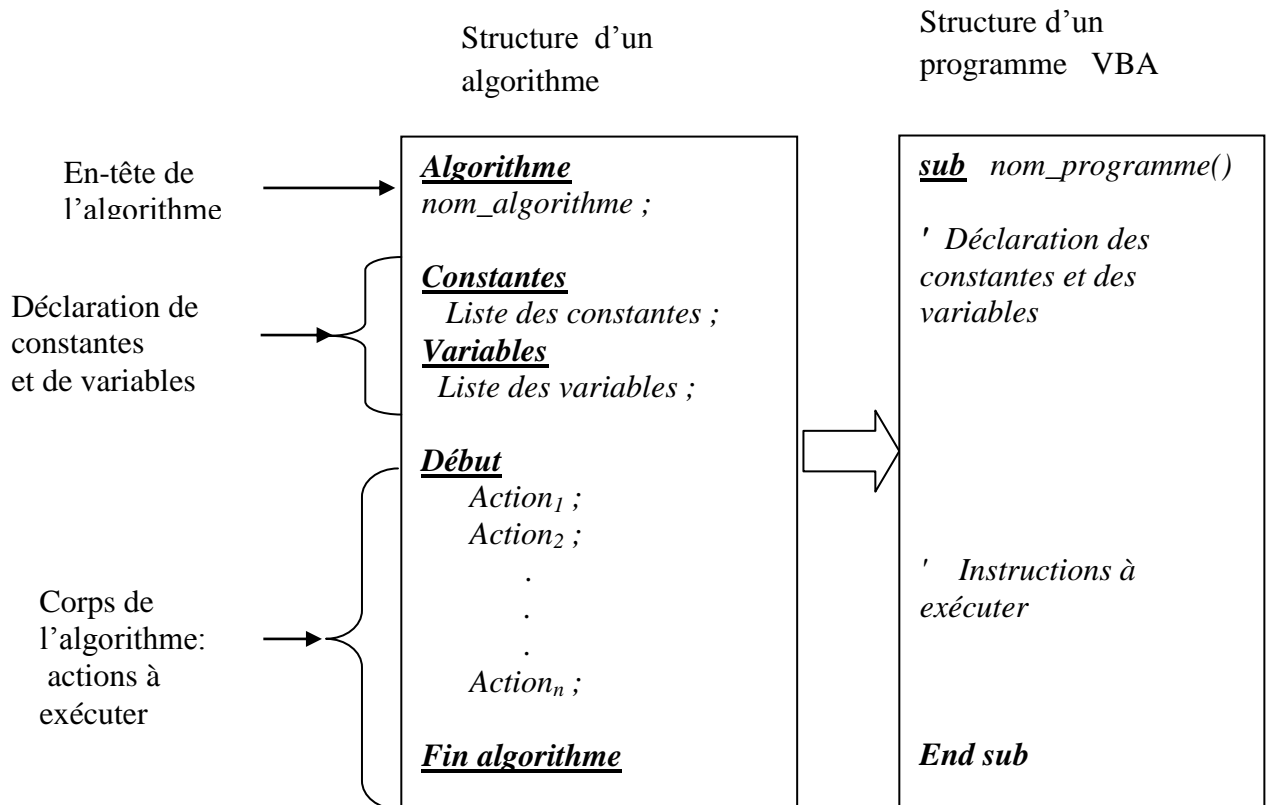 Structure d’un
algorithme
Structure d’un
programme VBA
En-tête de
l’algorithme
Déclaration de
constantes
et de variables
Corps de
l’algorithme:
actions à
exécuter
Algorithme
nom_algorithme ;
Constantes
Liste des constantes ;
Variables
Liste des variables ;
Début
Action1 ;
Action2 ;
.
.
.
Actionn ;
Fin algorithme
sub nom_programme()
' Déclaration des
constantes et des
variables
' Instructions à
exécuter
End sub